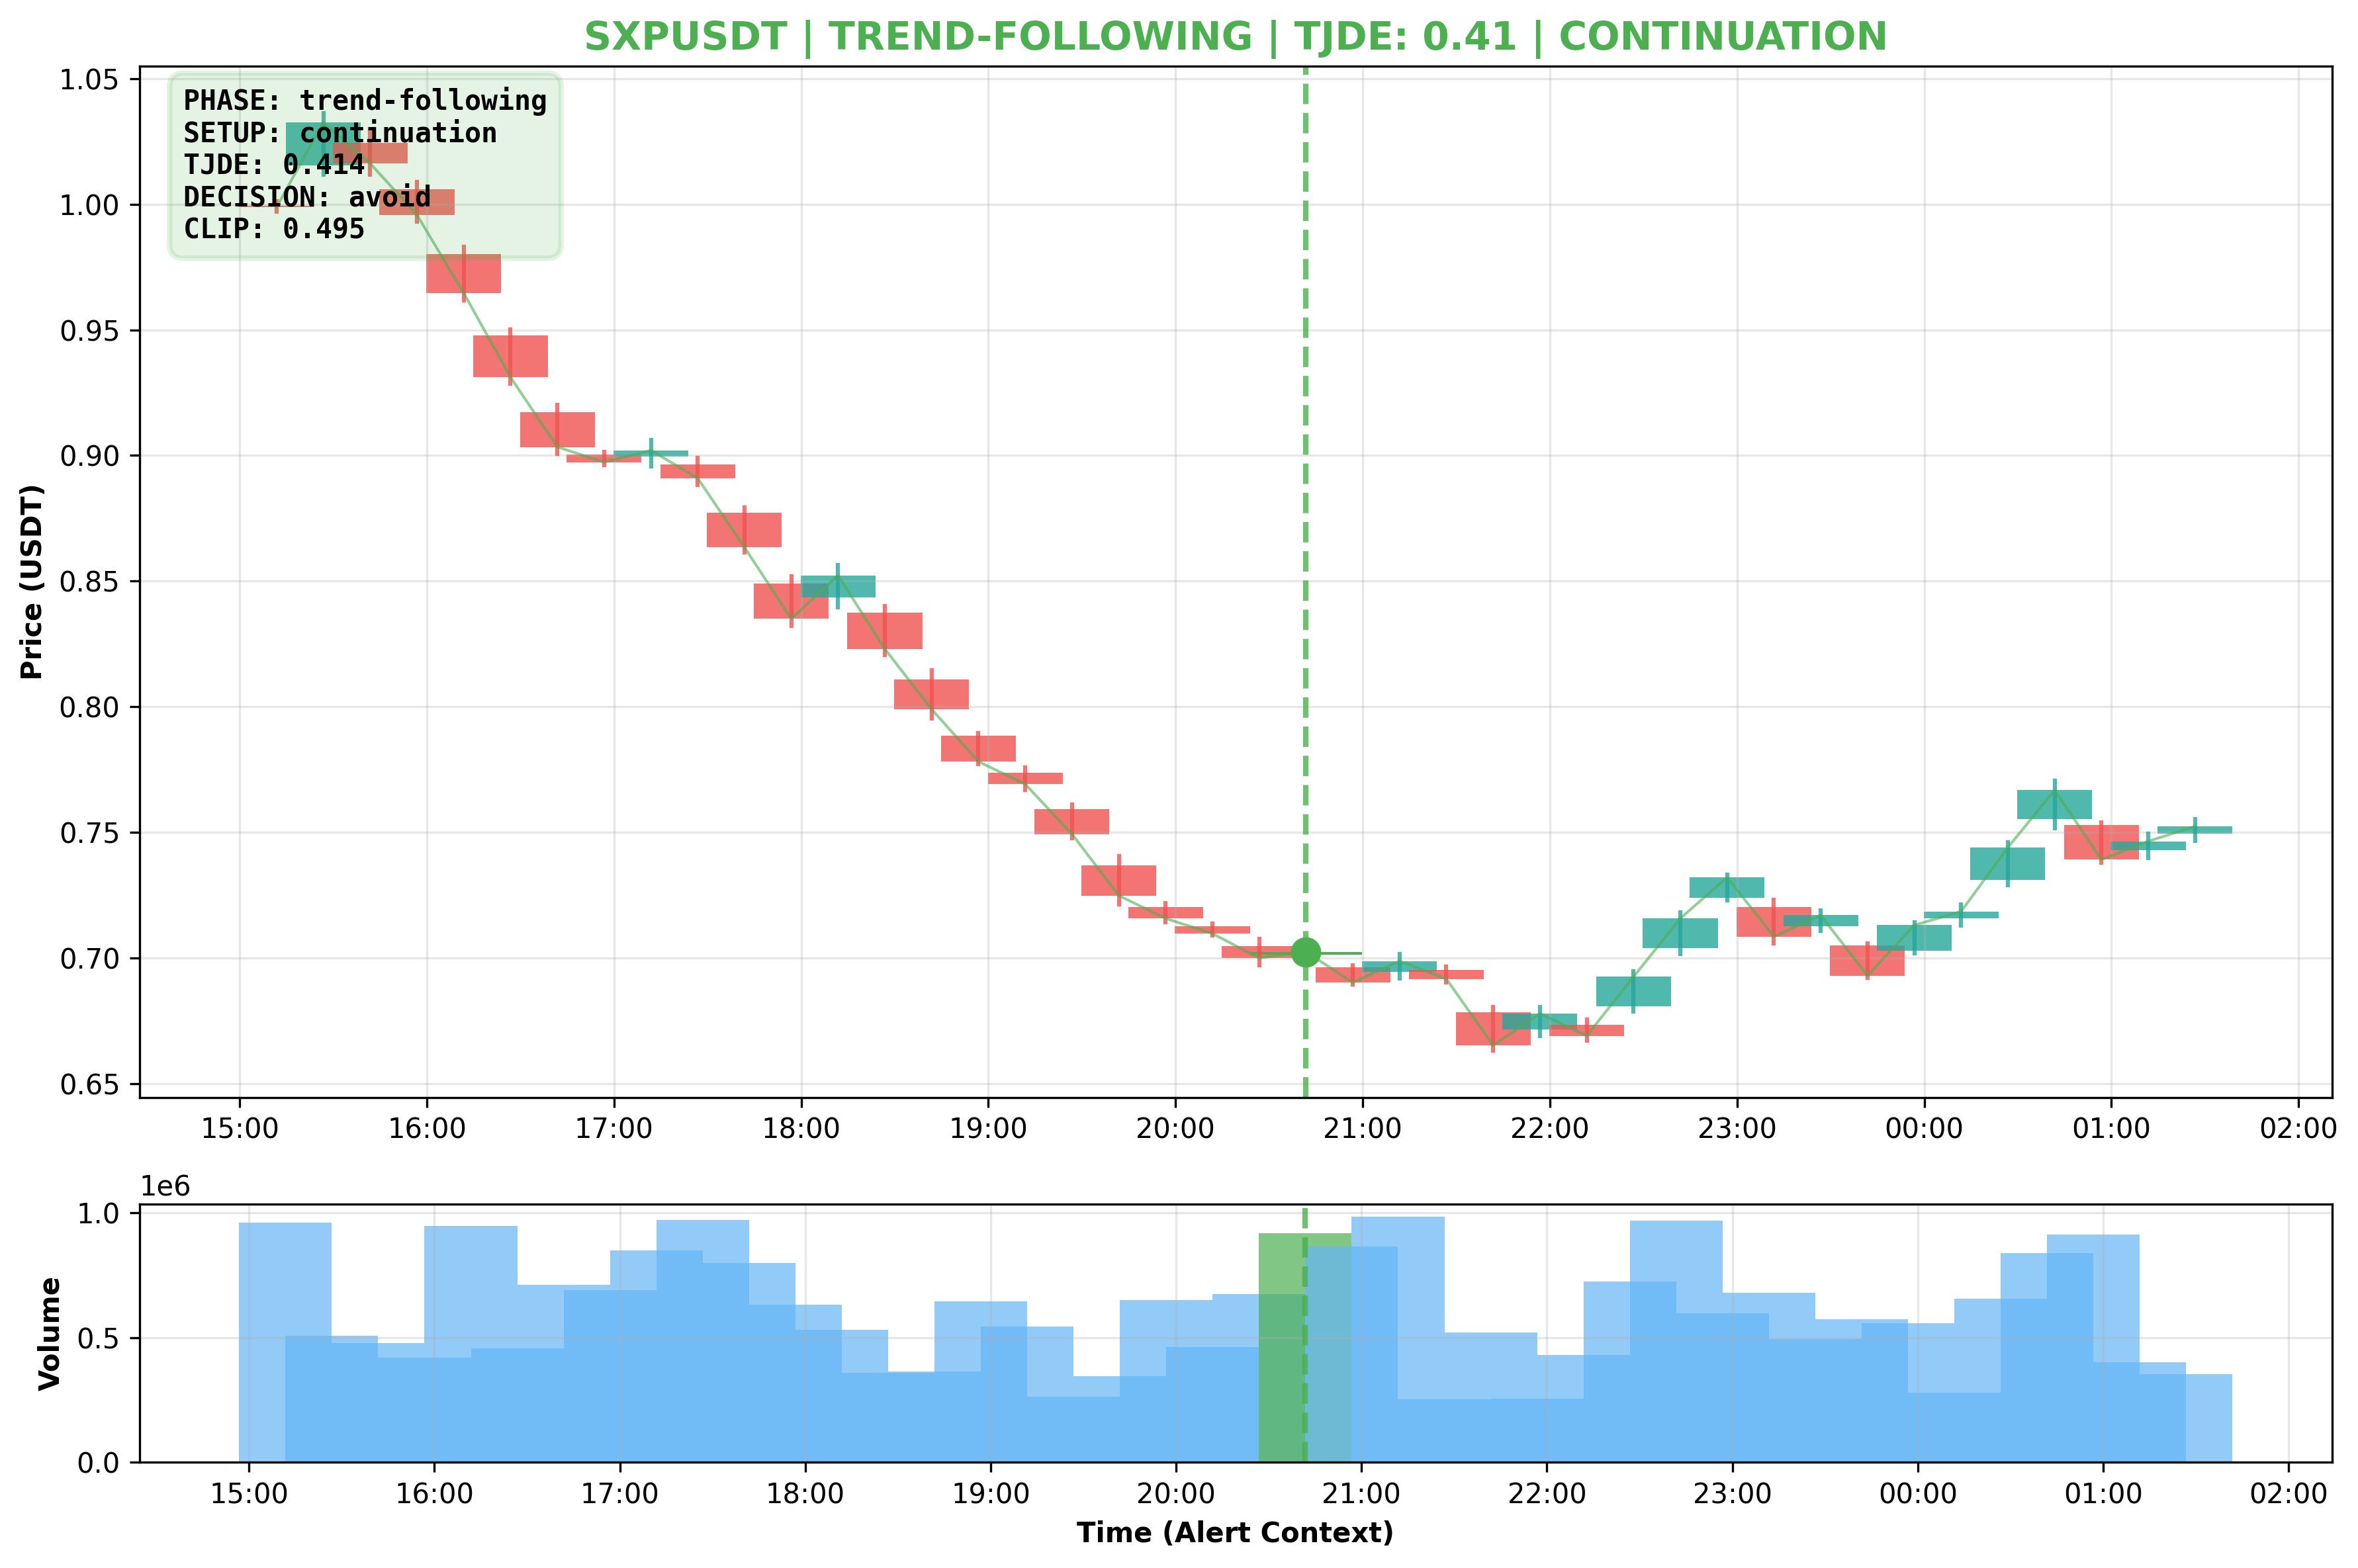 SXPUSDT | TREND-FOLLOWING | TJDE: 0.41 | CONTINUATION
PHASE: trend-following
SETUP: continuation
TJDE: 0.414
DECISION: avoid
CLIP: 0.495
Price (USDT)
1.05
1.00
0.95
0.90
0.85
0.80
0.75
0.70
0.65
15:00 16:00 17:00 18:00 19:00 20:00 21:00 22:00 23:00 00:00 01:00 02:00
1e6
Volume
1.0
0.5
0.0
15:00 16:00 17:00 18:00 19:00 20:00 21:00 22:00 23:00 00:00 01:00 02:00
Time (Alert Context)